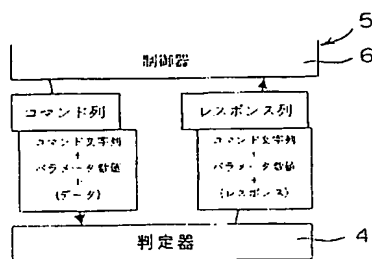 5
制御器
6
コマンド列
レスポンス列
コマンド文字列
+
パラメータ数値
+
(データ)
コマンド文字列
+
パラメータ数値
+
(レスポンス)
判定器
4